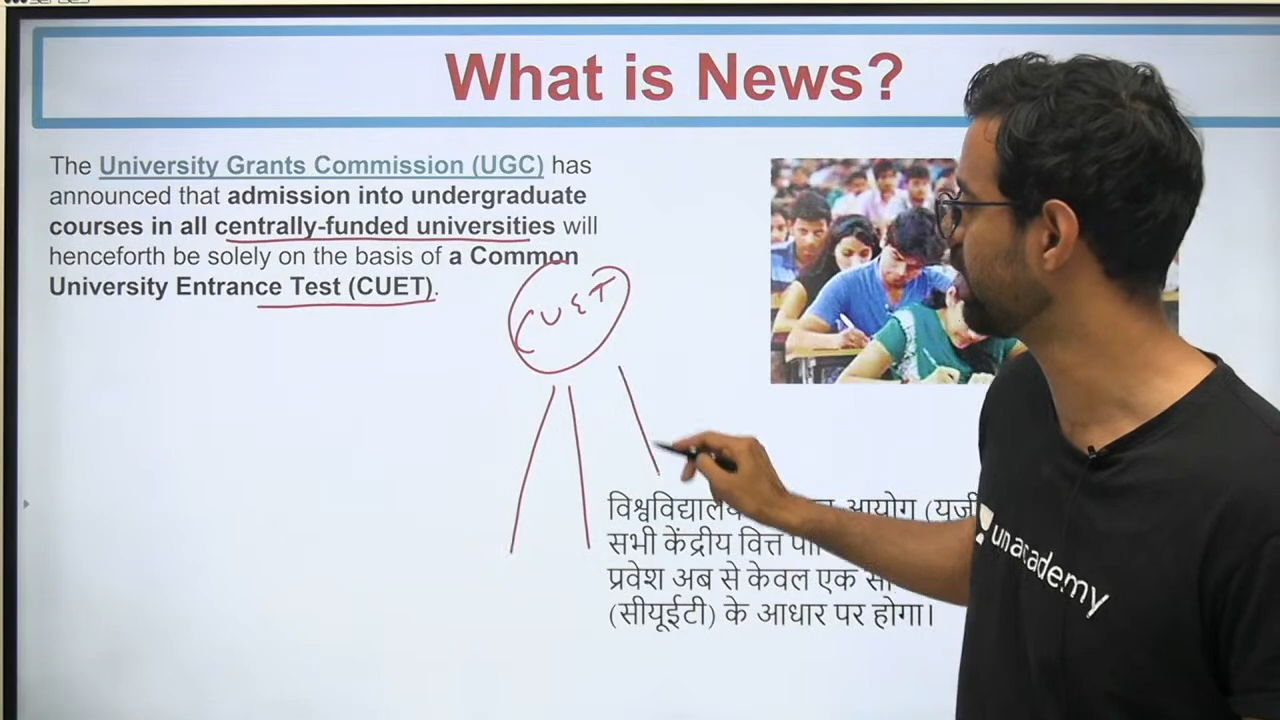 What is News?
The University Grants Commission (UGC) has
announced that admission into undergraduate
courses in all centrally-funded universities will
henceforth be solely on the basis of a Common
University Entrance Test (CUET).
CUET
आयोग
सभी केंद्रीय वित्त
प्रवेश अब से केवल एक
(सीयूईटी) के आधार पर होगा।
unacademy